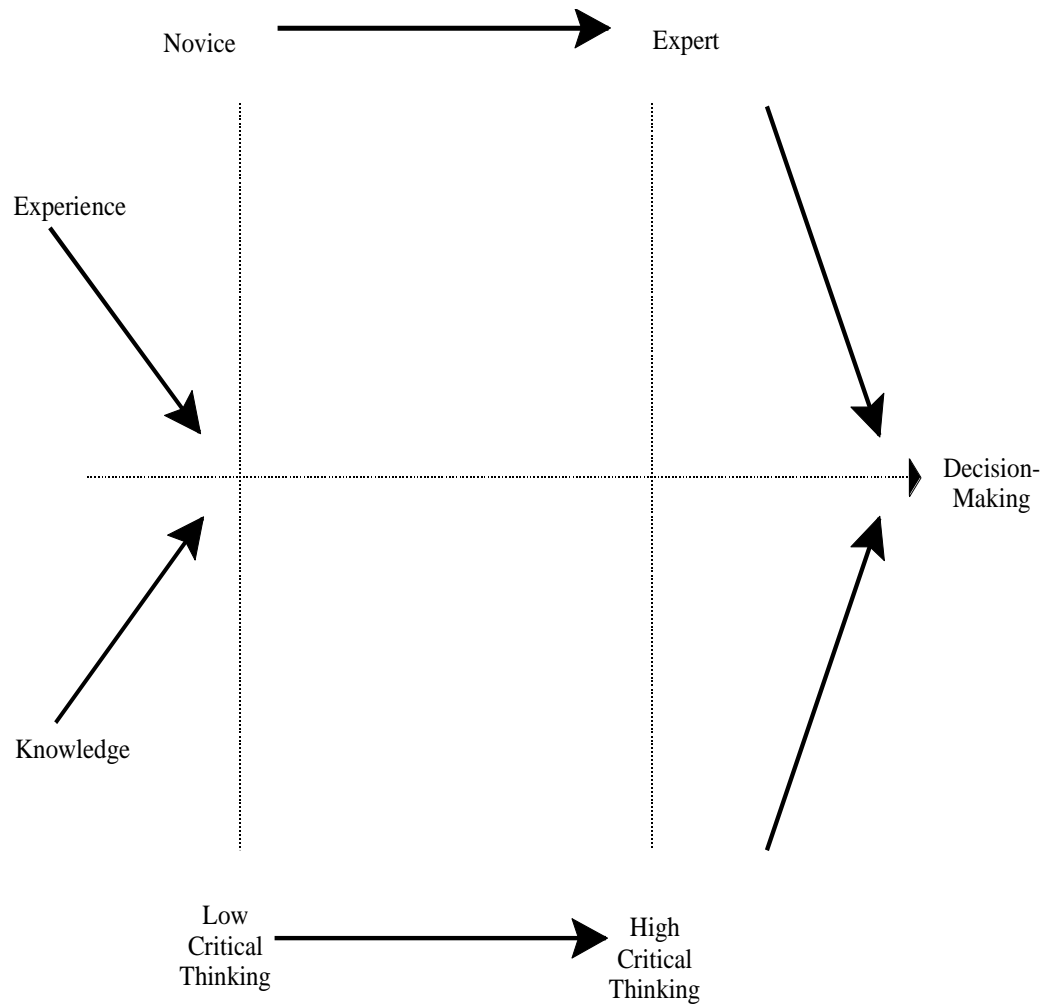 Novice
Expert
Experience
Decision-
Making
Knowledge
Low
Critical
Thinking
High
Critical
Thinking